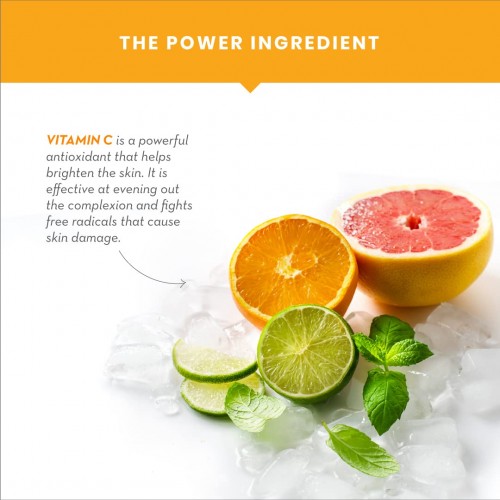 THE POWER INGREDIENT
VITAMIN C is a powerful
antioxidant that helps
brighten the skin. It is
effective at evening out
the complexion and fights
free radicals that cause
skin damage.